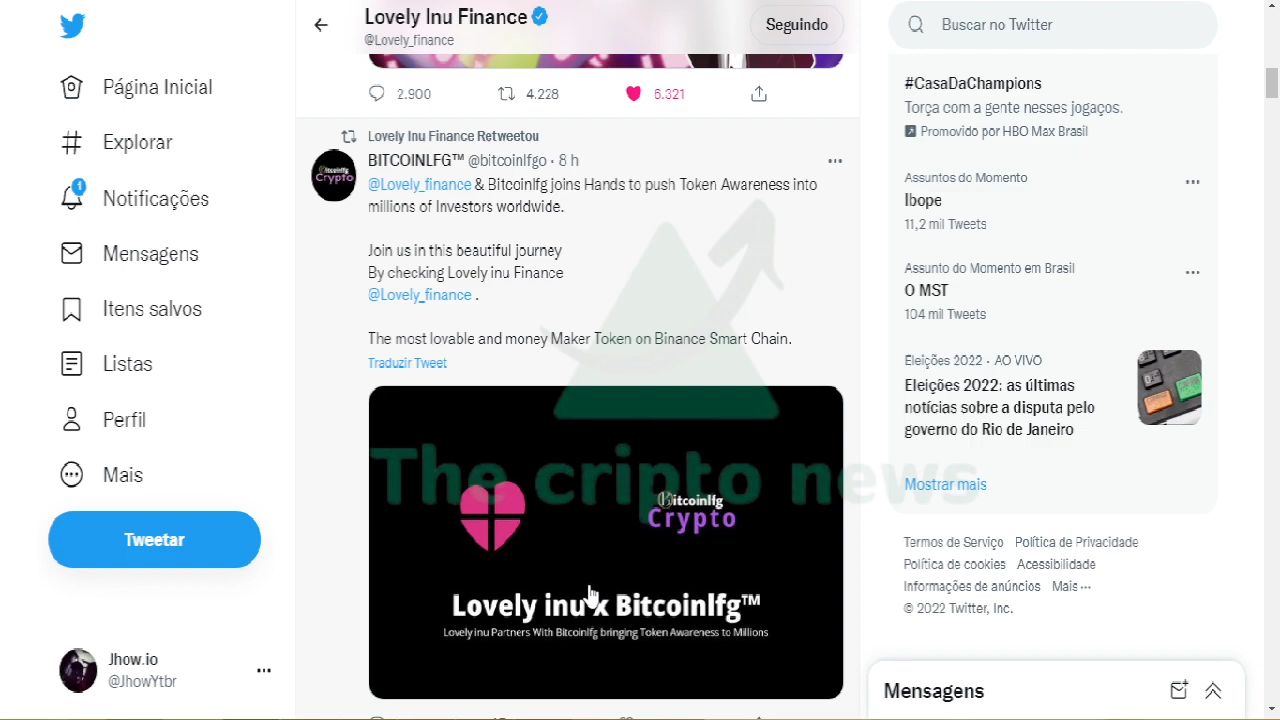 Página Inicial
Explorar
1
Notificações
Mensagens
Itens salvos
Listas
Perfil
Mais
Tweetar
Jhow.io
@JhowYtbr
Lovely Inu Finance
@Lovely_finance
Seguindo
2.900
4.228
6.321
Lovely Inu Finance Retweetou
BITCOINLFG™ @bitcoinlfgo · 8 h
@Lovely_finance & Bitcoinlfg joins Hands to push Token Awareness into
millions of Investors worldwide.
Join us in this beautiful journey
By checking Lovely inu Finance
@Lovely_finance .
The most lovable and money Maker Token on Binance Smart Chain.
Traduzir Tweet
Bitcoinlfg
Crypto
The cripto news
Bitcoinlfg
Crypto
Lovely inu x Bitcoinlfg™
Lovely inu Partners With Bitcoinlfg bringing Token Awareness to Millions
Buscar no Twitter
#CasaDaChampions
Torça com a gente nesses jogaços.
Promovido por HBO Max Brasil
Assuntos do Momento
Ibope
11,2 mil Tweets
Assunto do Momento em Brasil
O MST
104 mil Tweets
Eleições 2022 · AO VIVO
Eleições 2022: as últimas
notícias sobre a disputa pelo
governo do Rio de Janeiro
Mostrar mais
Termos de Serviço Política de Privacidade
Política de cookies Acessibilidade
Informações de anúncios Mais ···
© 2022 Twitter, Inc.
Mensagens